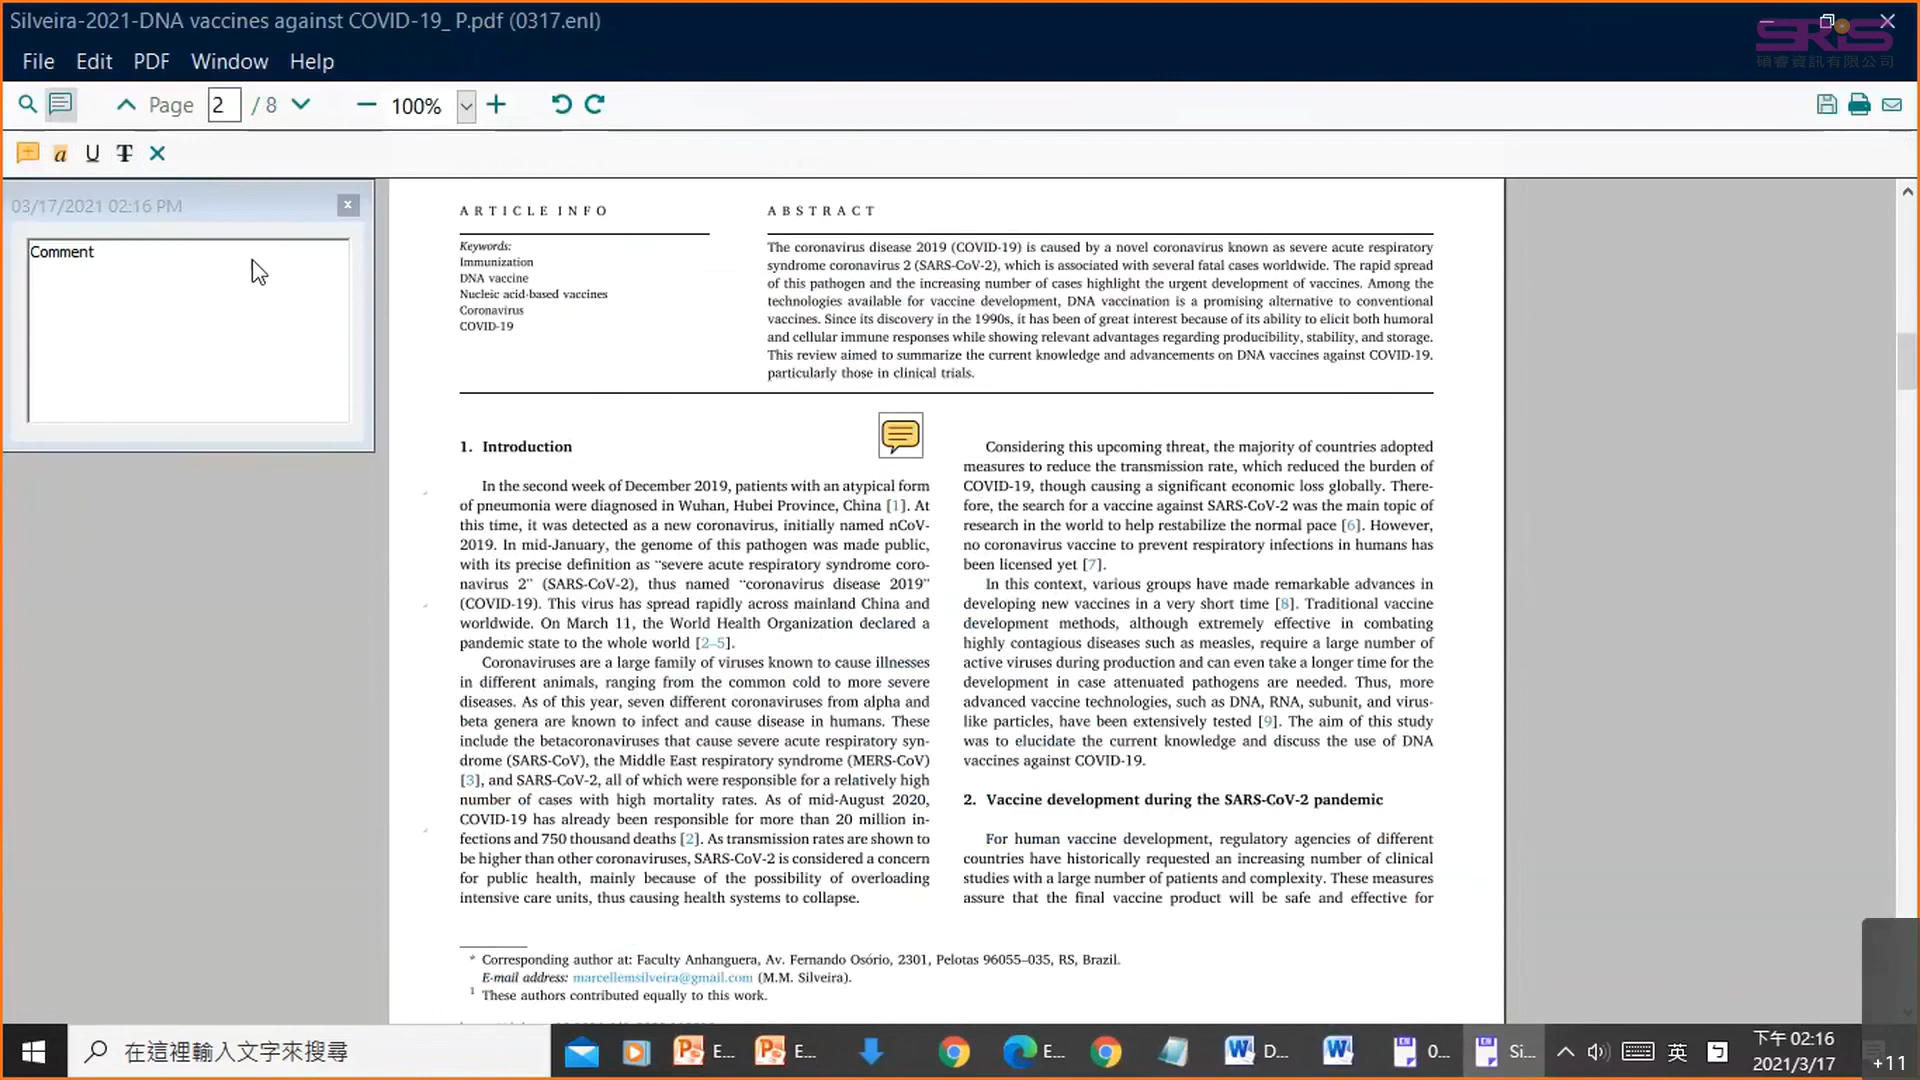 Silveira-2021-DNA vaccines against COVID-19_ P.pdf (0317.enl)
SRIS
碩睿資訊有限公司
File Edit PDF Window Help
Page 2 / 8 100%
a U T
03/17/2021 02:16 PM
Comment
ARTICLE INFO
Keywords:
Immunization
DNA vaccine
Nucleic acid-based vaccines
Coronavirus
COVID-19
ABSTRACT
The coronavirus disease 2019 (COVID-19) is caused by a novel coronavirus known as severe acute respiratory
syndrome coronavirus 2 (SARS-CoV-2), which is associated with several fatal cases worldwide. The rapid spread
of this pathogen and the increasing number of cases highlight the urgent development of vaccines. Among the
technologies available for vaccine development, DNA vaccination is a promising alternative to conventional
vaccines. Since its discovery in the 1990s, it has been of great interest because of its ability to elicit both humoral
and cellular immune responses while showing relevant advantages regarding producibility, stability, and storage.
This review aimed to summarize the current knowledge and advancements on DNA vaccines against COVID-19,
particularly those in clinical trials.
1. Introduction
In the second week of December 2019, patients with an atypical form
of pneumonia were diagnosed in Wuhan, Hubei Province, China [1]. At
this time, it was detected as a new coronavirus, initially named nCoV-
2019. In mid-January, the genome of this pathogen was made public,
with its precise definition as “severe acute respiratory syndrome coro-
navirus 2” (SARS-CoV-2), thus named “coronavirus disease 2019”
(COVID-19). This virus has spread rapidly across mainland China and
worldwide. On March 11, the World Health Organization declared a
pandemic state to the whole world [2–5].
Coronaviruses are a large family of viruses known to cause illnesses
in different animals, ranging from the common cold to more severe
diseases. As of this year, seven different coronaviruses from alpha and
beta genera are known to infect and cause disease in humans. These
include the betacoronaviruses that cause severe acute respiratory syn-
drome (SARS-CoV), the Middle East respiratory syndrome (MERS-CoV)
[3], and SARS-CoV-2, all of which were responsible for a relatively high
number of cases with high mortality rates. As of mid-August 2020,
COVID-19 has already been responsible for more than 20 million in-
fections and 750 thousand deaths [2]. As transmission rates are shown to
be higher than other coronaviruses, SARS-CoV-2 is considered a concern
for public health, mainly because of the possibility of overloading
intensive care units, thus causing health systems to collapse.
Considering this upcoming threat, the majority of countries adopted
measures to reduce the transmission rate, which reduced the burden of
COVID-19, though causing a significant economic loss globally. There-
fore, the search for a vaccine against SARS-CoV-2 was the main topic of
research in the world to help restabilize the normal pace [6]. However,
no coronavirus vaccine to prevent respiratory infections in humans has
been licensed yet [7].
In this context, various groups have made remarkable advances in
developing new vaccines in a very short time [8]. Traditional vaccine
development methods, although extremely effective in combating
highly contagious diseases such as measles, require a large number of
active viruses during production and can even take a longer time for the
development in case attenuated pathogens are needed. Thus, more
advanced vaccine technologies, such as DNA, RNA, subunit, and virus-
like particles, have been extensively tested [9]. The aim of this study
was to elucidate the current knowledge and discuss the use of DNA
vaccines against COVID-19.
2. Vaccine development during the SARS-CoV-2 pandemic
For human vaccine development, regulatory agencies of different
countries have historically requested an increasing number of clinical
studies with a large number of patients and complexity. These measures
assure that the final vaccine product will be safe and effective for
* Corresponding author at: Faculty Anhanguera, Av. Fernando Osório, 2301, Pelotas 96055–035, RS, Brazil.
E-mail address: marcellemsilveira@gmail.com (M.M. Silveira).
1 These authors contributed equally to this work.
在這裡輸入文字來搜尋
E... E... E... D... 0... Si... 英 ㄅ
下午 02:16
2021/3/17
+11